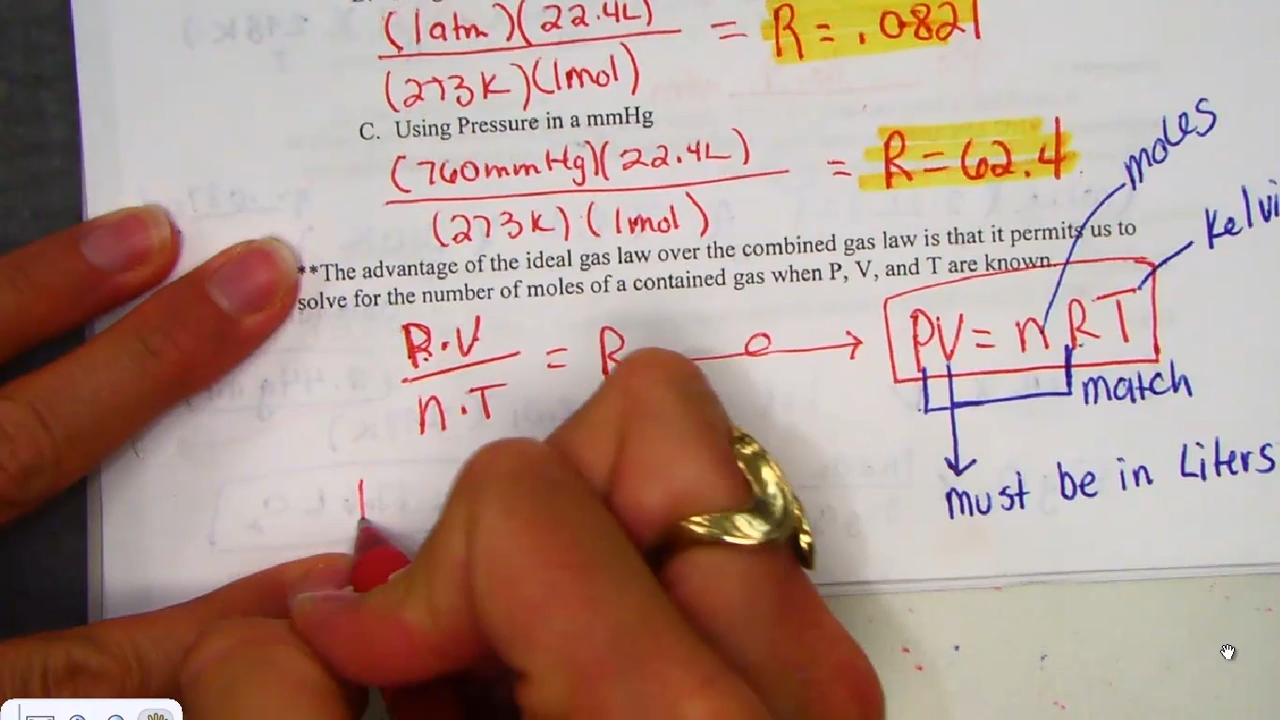 (1atm)(22.4L)
(273K)(1mol)
= R = .0821
C. Using Pressure in a mmHg
(760mmHg)(22.4L)
(273K)(1mol)
= R = 62.4
moles
Kelvi
**The advantage of the ideal gas law over the combined gas law is that it permits us to
solve for the number of moles of a contained gas when P, V, and T are known.
P·V
n·T
= R
PV = nRT
match
must be in Liters